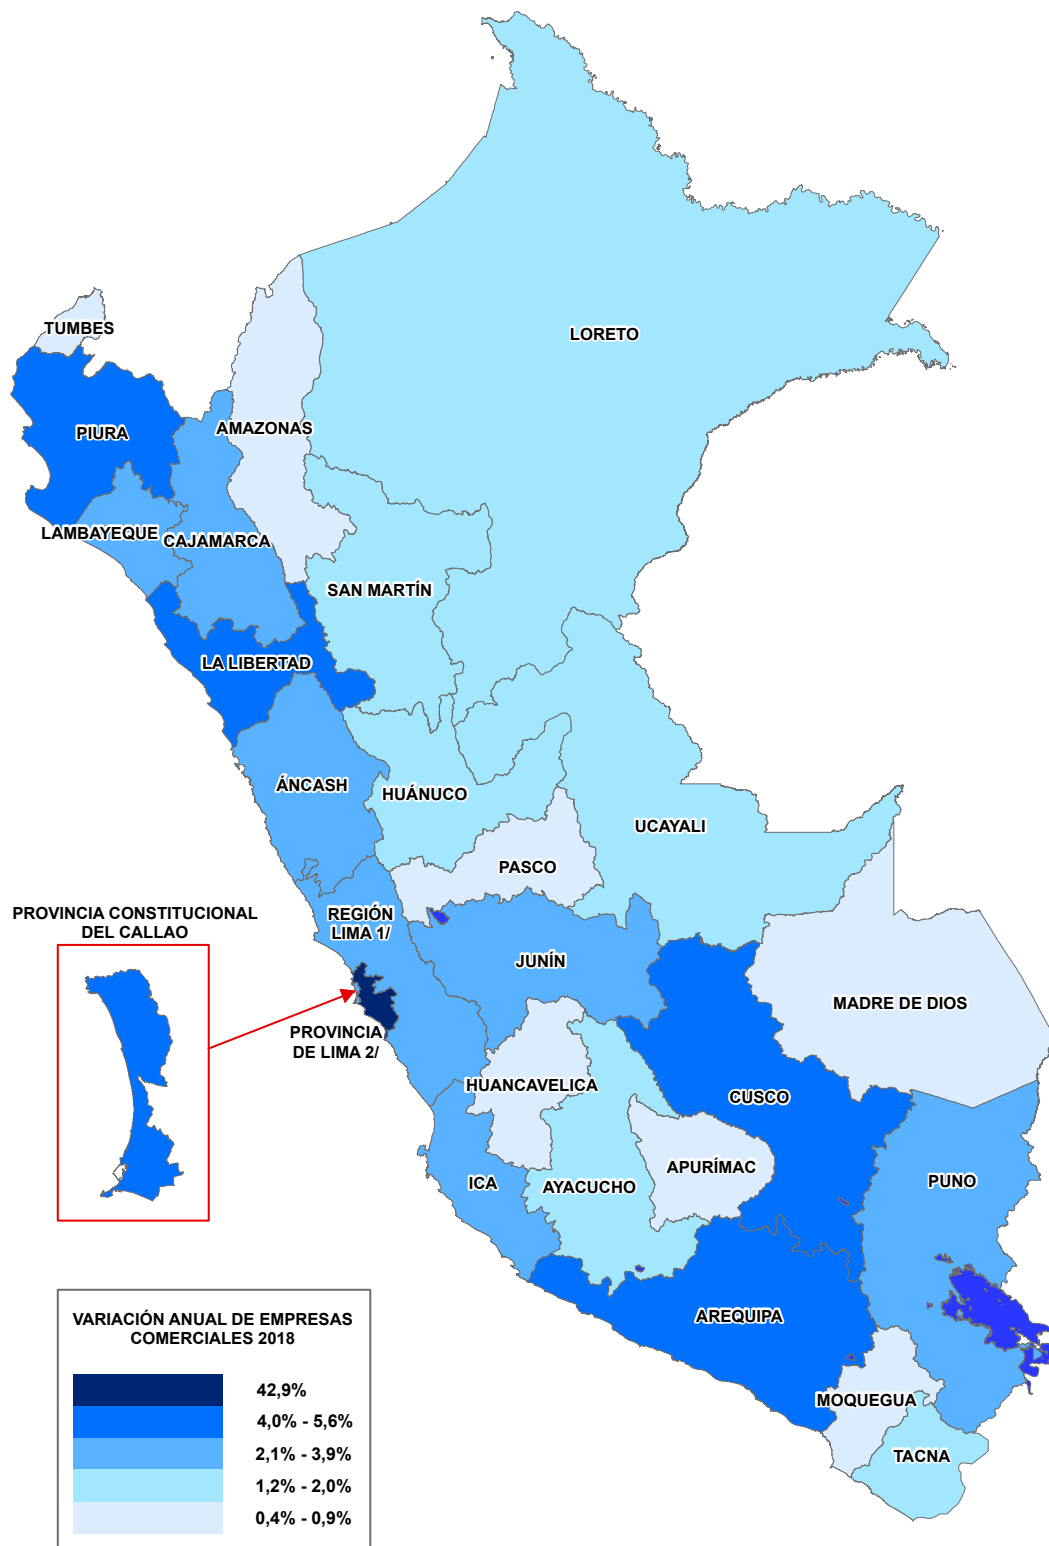 LORETO
TUMBES
PIURA
AMAZONAS
LAMBAYEQUE
CAJAMARCA
SAN MARTÍN
LA LIBERTAD
ÁNCASH
HUÁNUCO
UCAYALI
PASCO
PROVINCIA CONSTITUCIONAL
DEL CALLAO
REGIÓN
LIMA 1/
JUNÍN
MADRE DE DIOS
PROVINCIA
DE LIMA 2/
HUANCAVELICA
CUSCO
APURÍMAC
ICA
AYACUCHO
PUNO
AREQUIPA
MOQUEGUA
TACNA
VARIACIÓN ANUAL DE EMPRESAS
COMERCIALES 2018
42,9%
4,0% - 5,6%
2,1% - 3,9%
1,2% - 2,0%
0,4% - 0,9%